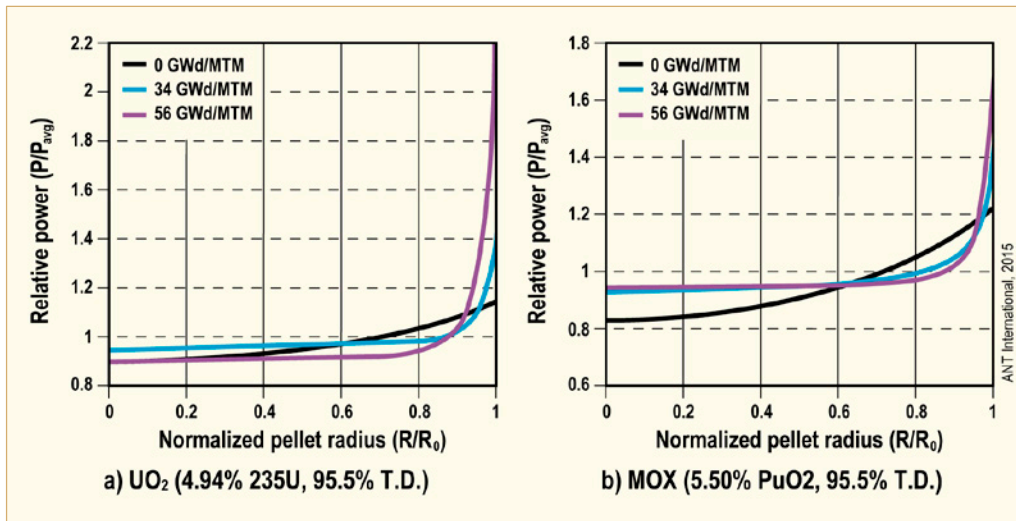 2.2
2
1.8
1.6
1.4
1.2
1
0.8
Relative power (P/Pavg)
0 GWd/MTM
34 GWd/MTM
56 GWd/MTM
0 0.2 0.4 0.6 0.8 1
Normalized pellet radius (R/R₀)
a) UO₂ (4.94% 235U, 95.5% T.D.)
1.8
1.6
1.4
1.2
1.0
0.8
0.6
Relative power (P/Pavg)
0 GWd/MTM
34 GWd/MTM
56 GWd/MTM
0 0.2 0.4 0.6 0.8 1
Normalized pellet radius (R/R₀)
b) MOX (5.50% PuO2, 95.5% T.D.)
ANT International, 2015